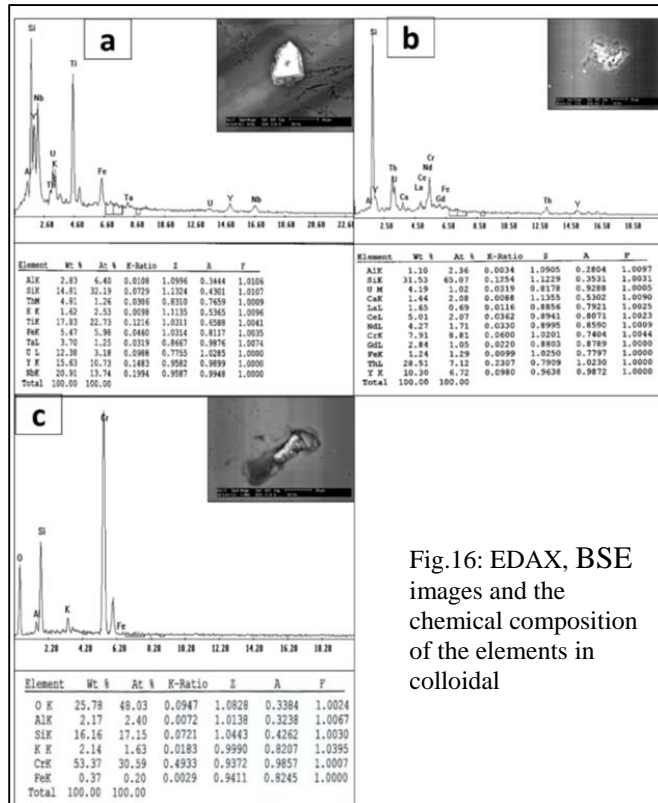 a
Si
Ti
Nb
Y
U
K
T
A
Fe
Ta
U
Y
Nb
2.60 4.60 6.60 8.60 10.60 12.60 14.60 16.60 18.60 20.60 22.6
Element Wt % At % K-Ratio Z A F
AlK 2.83 6.40 0.0108 1.0996 0.3444 1.0106
SiK 14.81 32.19 0.0729 1.1324 0.4301 1.0107
ThM 4.81 1.26 0.0306 0.8310 0.7659 1.0009
K K 1.62 2.53 0.0098 1.1135 0.5365 1.0096
TiK 17.83 22.73 0.1216 1.0311 0.6588 1.0041
FeK 5.47 5.98 0.0460 1.0314 0.8117 1.0035
TaL 3.70 1.25 0.0319 0.8667 0.9876 1.0074
U L 12.38 3.18 0.0988 0.7755 1.0285 1.0000
Y K 15.63 10.73 0.1483 0.9582 0.9899 1.0000
NbK 20.91 13.74 0.1994 0.9587 0.9948 1.0000
Total 100.00 100.00
b
Si
Th
U
A
Y
Ca
Ce
La
Cr
Nd
Fe
Gd
Th
Y
2.50 4.50 6.50 8.50 10.50 12.50 14.50 16.50 18.50
Element Wt % At % K-Ratio Z A F
AlK 1.10 2.36 0.0034 1.0905 0.2804 1.0097
SiK 31.53 65.07 0.1254 1.1229 0.3531 1.0031
U M 4.19 1.02 0.0319 0.8178 0.9288 1.0005
CaK 1.44 2.08 0.0088 1.1355 0.5302 1.0090
LaL 1.65 0.69 0.0116 0.8856 0.7921 1.0025
CeL 5.01 2.07 0.0362 0.8941 0.8071 1.0023
NdL 4.27 1.71 0.0330 0.8995 0.8590 1.0009
CrK 7.91 8.81 0.0600 1.0201 0.7404 1.0044
GdL 2.84 1.05 0.0220 0.8803 0.8789 1.0000
FeK 1.24 1.29 0.0099 1.0250 0.7797 1.0000
ThL 28.51 7.12 0.2307 0.7909 1.0230 1.0000
Y K 10.30 6.72 0.0980 0.9638 0.9872 1.0000
Total 100.00 100.00
c
Cr
O
Si
A
K
Fe
2.20 4.20 6.20 8.20 10.20 12.20 14.20 16.20 18.20
Element Wt % At % K-Ratio Z A F
O K 25.78 48.03 0.0947 1.0828 0.3384 1.0024
AlK 2.17 2.40 0.0072 1.0138 0.3238 1.0067
SiK 16.16 17.15 0.0721 1.0443 0.4262 1.0030
K K 2.14 1.63 0.0183 0.9990 0.8207 1.0395
CrK 53.37 30.59 0.4933 0.9372 0.9857 1.0007
FeK 0.37 0.20 0.0029 0.9411 0.8245 1.0000
Total 100.00 100.00
Fig.16: EDAX, BSE
images and the
chemical composition
of the elements in
colloidal